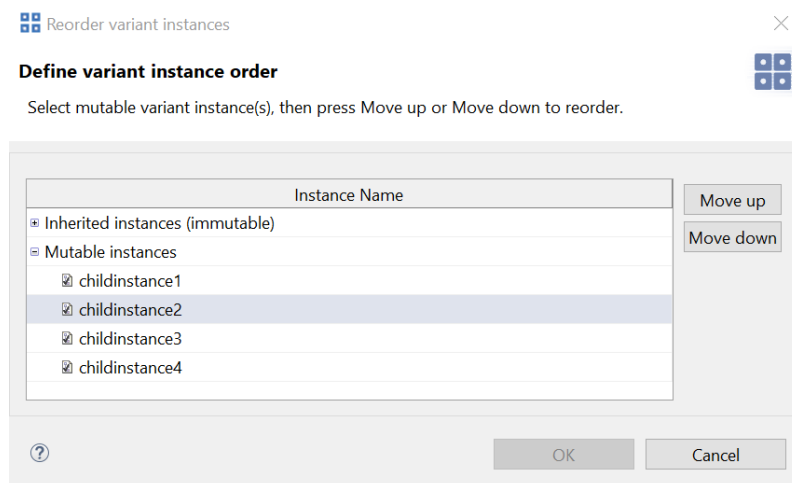 Reorder variant instances
Define variant instance order
Select mutable variant instance(s), then press Move up or Move down to reorder.
Instance Name
Inherited instances (immutable)
Mutable instances
childinstance1
childinstance2
childinstance3
childinstance4
Move up
Move down
?
OK
Cancel